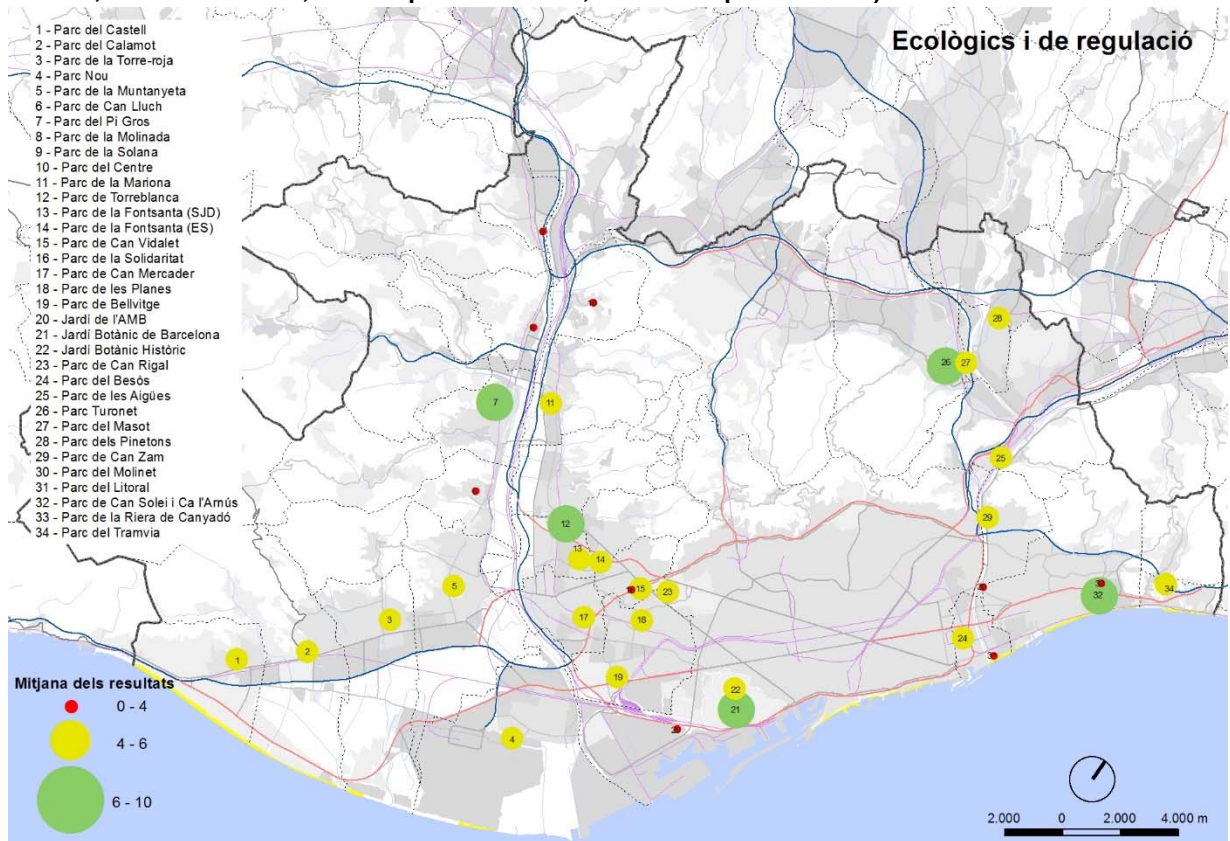 Ecològics i de regulació
1 - Parc del Castell
2 - Parc del Calamot
3 - Parc de la Torre-roja
4 - Parc Nou
5 - Parc de la Muntanyeta
6 - Parc de Can Lluch
7 - Parc del Pi Gros
8 - Parc de la Molinada
9 - Parc de la Solana
10 - Parc del Centre
11 - Parc de la Mariona
12 - Parc de Torreblanca
13 - Parc de la Fontsanta (SJD)
14 - Parc de la Fontsanta (ES)
15 - Parc de Can Vidalet
16 - Parc de la Solidaritat
17 - Parc de Can Mercader
18 - Parc de les Planes
19 - Parc de Bellvitge
20 - Jardí de l'AMB
21 - Jardí Botànic de Barcelona
22 - Jardí Botànic Històric
23 - Parc de Can Rigal
24 - Parc del Besòs
25 - Parc de les Aigües
26 - Parc Turonet
27 - Parc del Masot
28 - Parc dels Pinetons
29 - Parc de Can Zam
30 - Parc del Molinet
31 - Parc del Litoral
32 - Parc de Can Solei i Ca l'Arnús
33 - Parc de la Riera de Canyadó
34 - Parc del Tramvia
28
26 27
7 11
25
12 29
13 14
5 15 23 34
32
3 17 18
24
2
1
19
22
21
4
Mitjana dels resultats
0 - 4
4 - 6
6 - 10
2.000 0 2.000 4.000 m